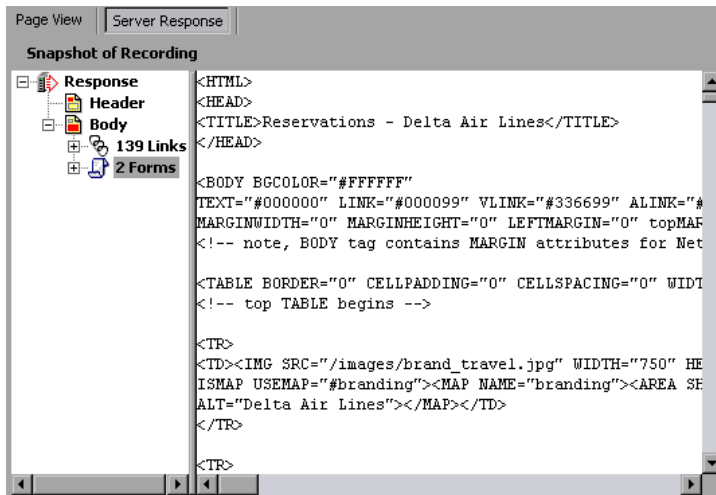 Page View Server Response
Snapshot of Recording
Response
Header
Body
139 Links
2 Forms
<HTML>
<HEAD>
<TITLE>Reservations - Delta Air Lines</TITLE>
</HEAD>
<BODY BGCOLOR="#FFFFFF"
TEXT="#000000" LINK="#000099" VLINK="#336699" ALINK="#
MARGINWIDTH="0" MARGINHEIGHT="0" LEFTMARGIN="0" topMAR
<!-- note, BODY tag contains MARGIN attributes for Net
<TABLE BORDER="0" CELLPADDING="0" CELLSPACING="0" WIDT
<!-- top TABLE begins -->
<TR>
<TD><IMG SRC="/images/brand_travel.jpg" WIDTH="750" HE
ISMAP USEMAP="#branding"><MAP NAME="branding"><AREA SH
ALT="Delta Air Lines"></MAP></TD>
</TR>
<TR>